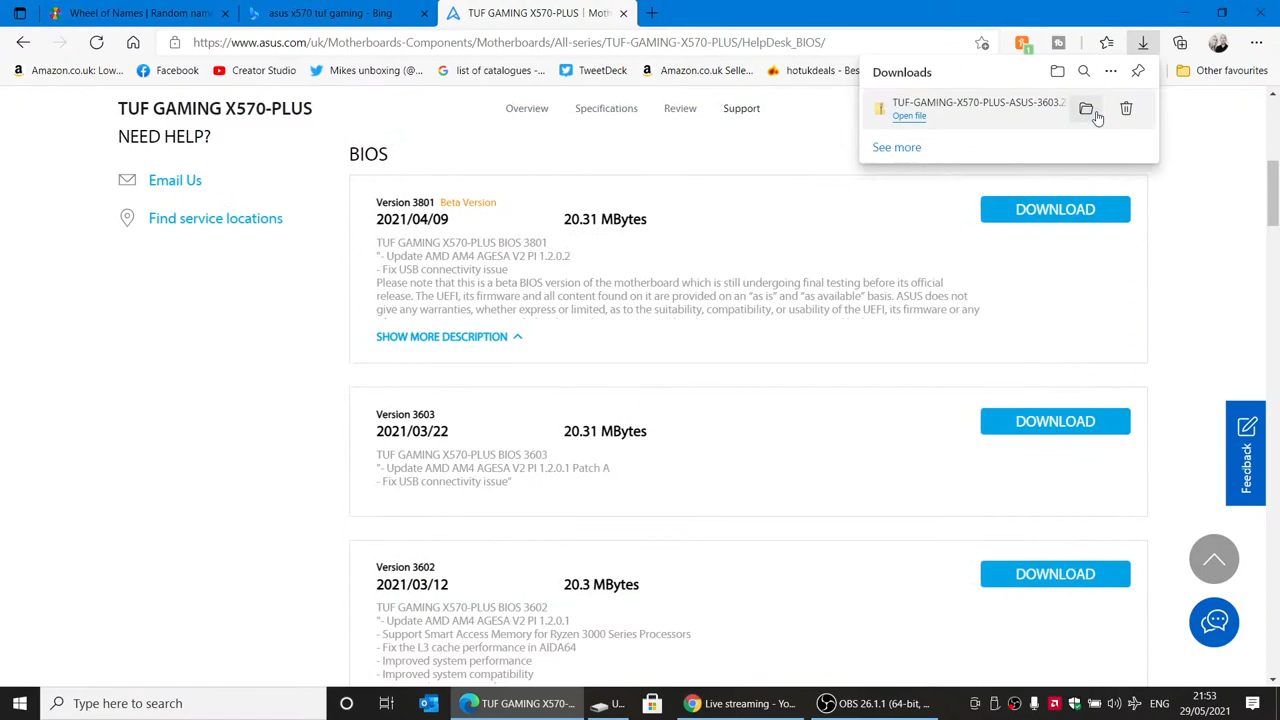 Wheel of Names | Random nam
asus x570 tuf gaming - Bing
TUF GAMING X570-PLUS | Moth
https://www.asus.com/uk/Motherboards-Components/Motherboards/All-series/TUF-GAMING-X570-PLUS/HelpDesk_BIOS/
1
Amazon.co.uk: Low...
Facebook
Creator Studio
Mikes unboxing,...
list of catalogues -...
TweetDeck
Amazon.co.uk Selle...
hotukdeals - Bes
Other favourites
Downloads
TUF-GAMING-X570-PLUS-ASUS-3603.Z
Open file
See more
TUF GAMING X570-PLUS
Overview
Specifications
Review
Support
NEED HELP?
Email Us
Find service locations
BIOS
Version 3801 Beta Version
2021/04/09 20.31 MBytes
DOWNLOAD
TUF GAMING X570-PLUS BIOS 3801
"- Update AMD AM4 AGESA V2 PI 1.2.0.2
- Fix USB connectivity issue
Please note that this is a beta BIOS version of the motherboard which is still undergoing final testing before its official
release. The UEFI, its firmware and all content found on it are provided on an “as is” and “as available” basis. ASUS does not
give any warranties, whether express or limited, as to the suitability, compatibility, or usability of the UEFI, its firmware or any
SHOW MORE DESCRIPTION
Version 3603
2021/03/22 20.31 MBytes
DOWNLOAD
TUF GAMING X570-PLUS BIOS 3603
"- Update AMD AM4 AGESA V2 PI 1.2.0.1 Patch A
- Fix USB connectivity issue"
Version 3602
2021/03/12 20.3 MBytes
DOWNLOAD
TUF GAMING X570-PLUS BIOS 3602
"- Update AMD AM4 AGESA V2 PI 1.2.0.1
- Support Smart Access Memory for Ryzen 3000 Series Processors
- Fix the L3 cache performance in AIDA64
- Improved system performance
- Improved system compatibility
Feedback
Type here to search
TUF GAMING X570-...
U...
Live streaming - Yo...
OBS 26.1.1 (64-bit, ...
21:53
29/05/2021